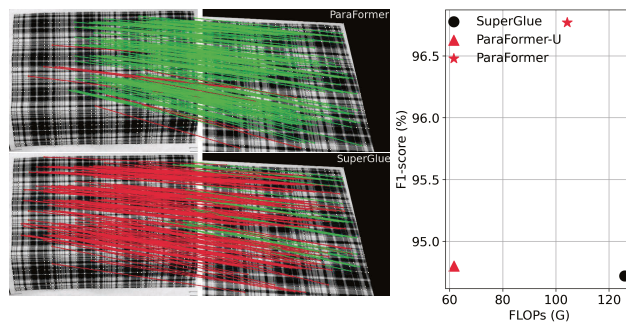 ParaFormer
SuperGlue
SuperGlue
ParaFormer-U
ParaFormer
F1-score (%)
96.5
96.0
95.5
95.0
60
80
100
120
FLOPs (G)